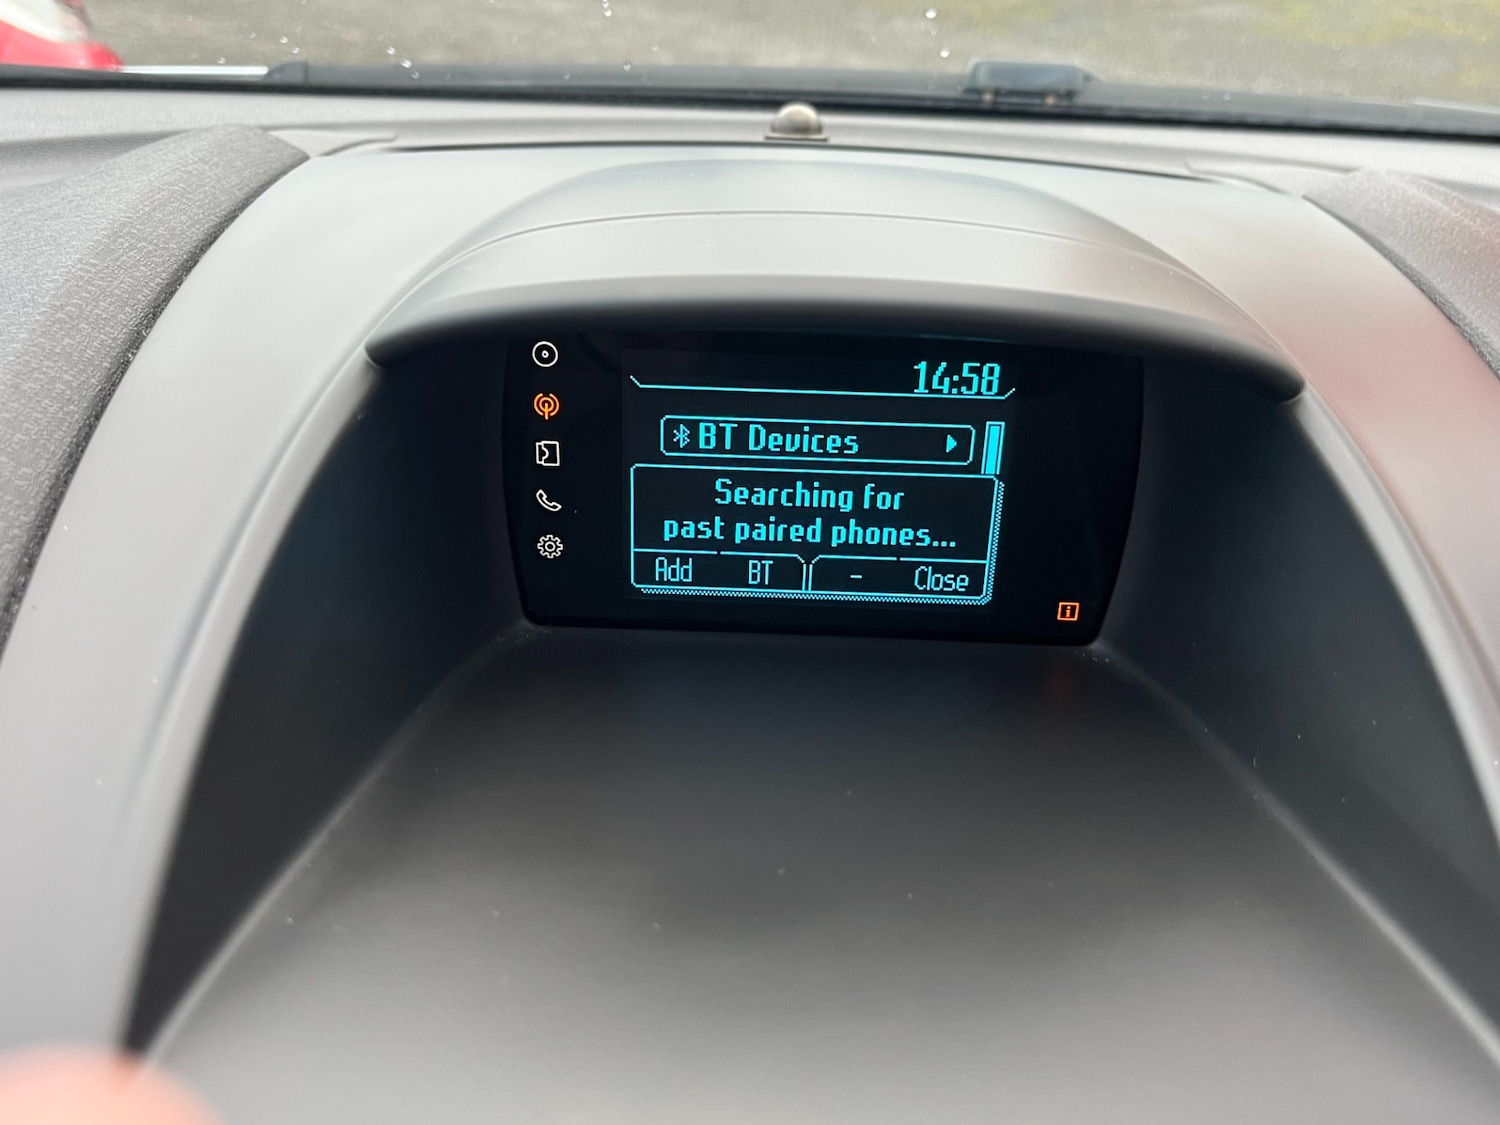 14:58
BT Devices
Searching for
past paired phones...
Add BT - Close
i